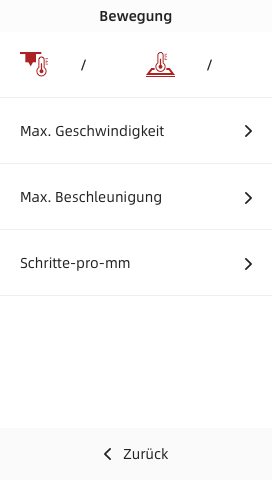 Bewegung
/ /
Max. Geschwindigkeit
Max. Beschleunigung
Schritte-pro-mm
Zurück